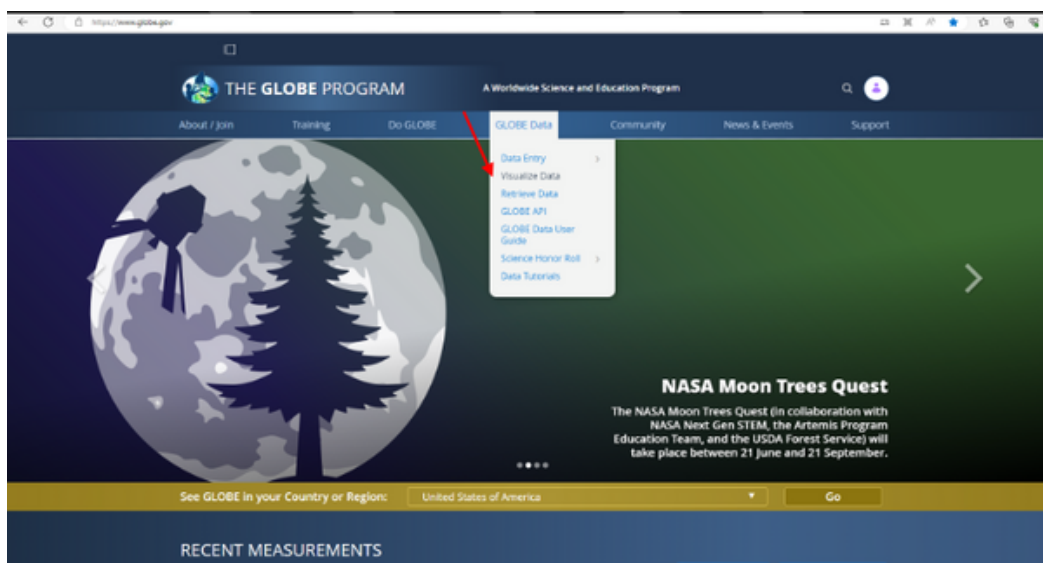 https://www.globe.gov
THE GLOBE PROGRAM
A Worldwide Science and Education Program
About / Join
Training
Do GLOBE
GLOBE Data
Community
News & Events
Support
Data Entry
Visualize Data
Retrieve Data
GLOBE API
GLOBE Data User
Guide
Science Honor Roll
Data Tutorials
NASA Moon Trees Quest
The NASA Moon Trees Quest (in collaboration with
NASA Next Gen STEM, the Artemis Program
Education Team, and the USDA Forest Service) will
take place between 21 June and 21 September.
See GLOBE in your Country or Region:
United States of America
Go
RECENT MEASUREMENTS